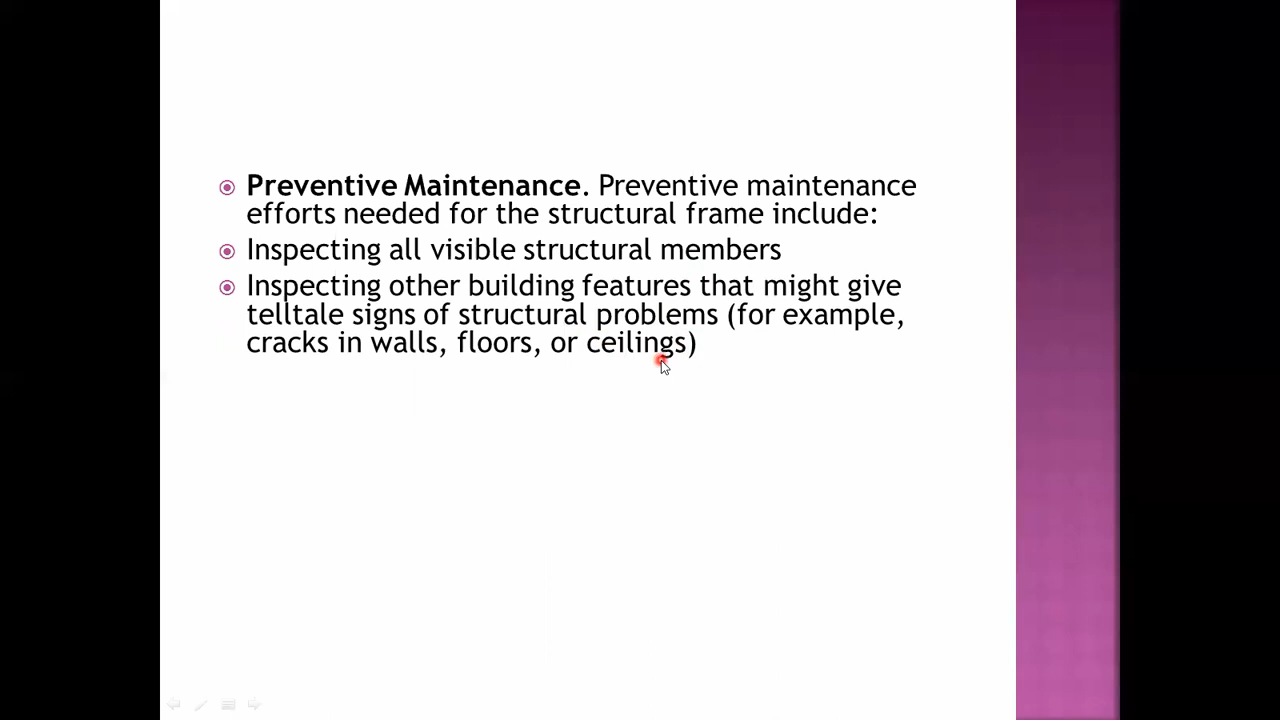 Preventive Maintenance. Preventive maintenance
efforts needed for the structural frame include:
Inspecting all visible structural members
Inspecting other building features that might give
telltale signs of structural problems (for example,
cracks in walls, floors, or ceilings)